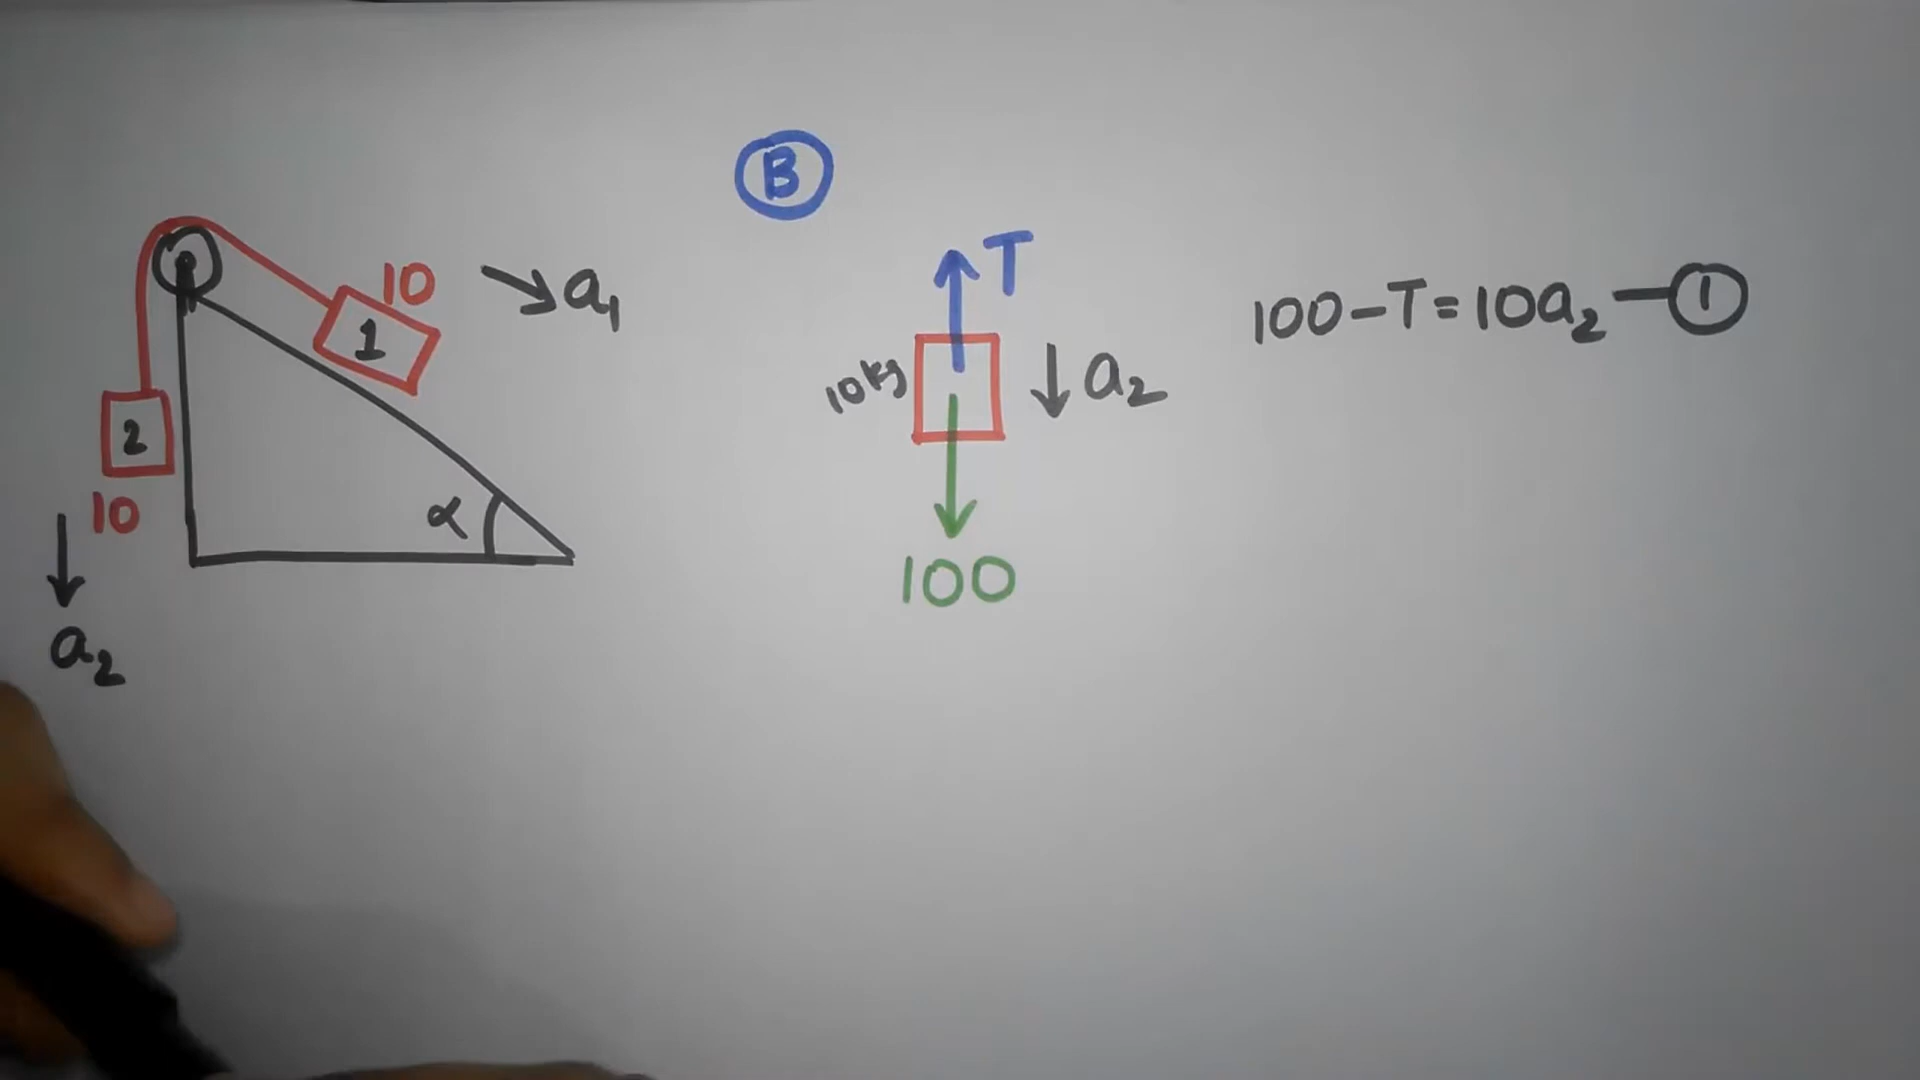 B
10
a₁
1
2
10
α
a₂
T
10kg
a₂
100
100-T=10a₂ — ①